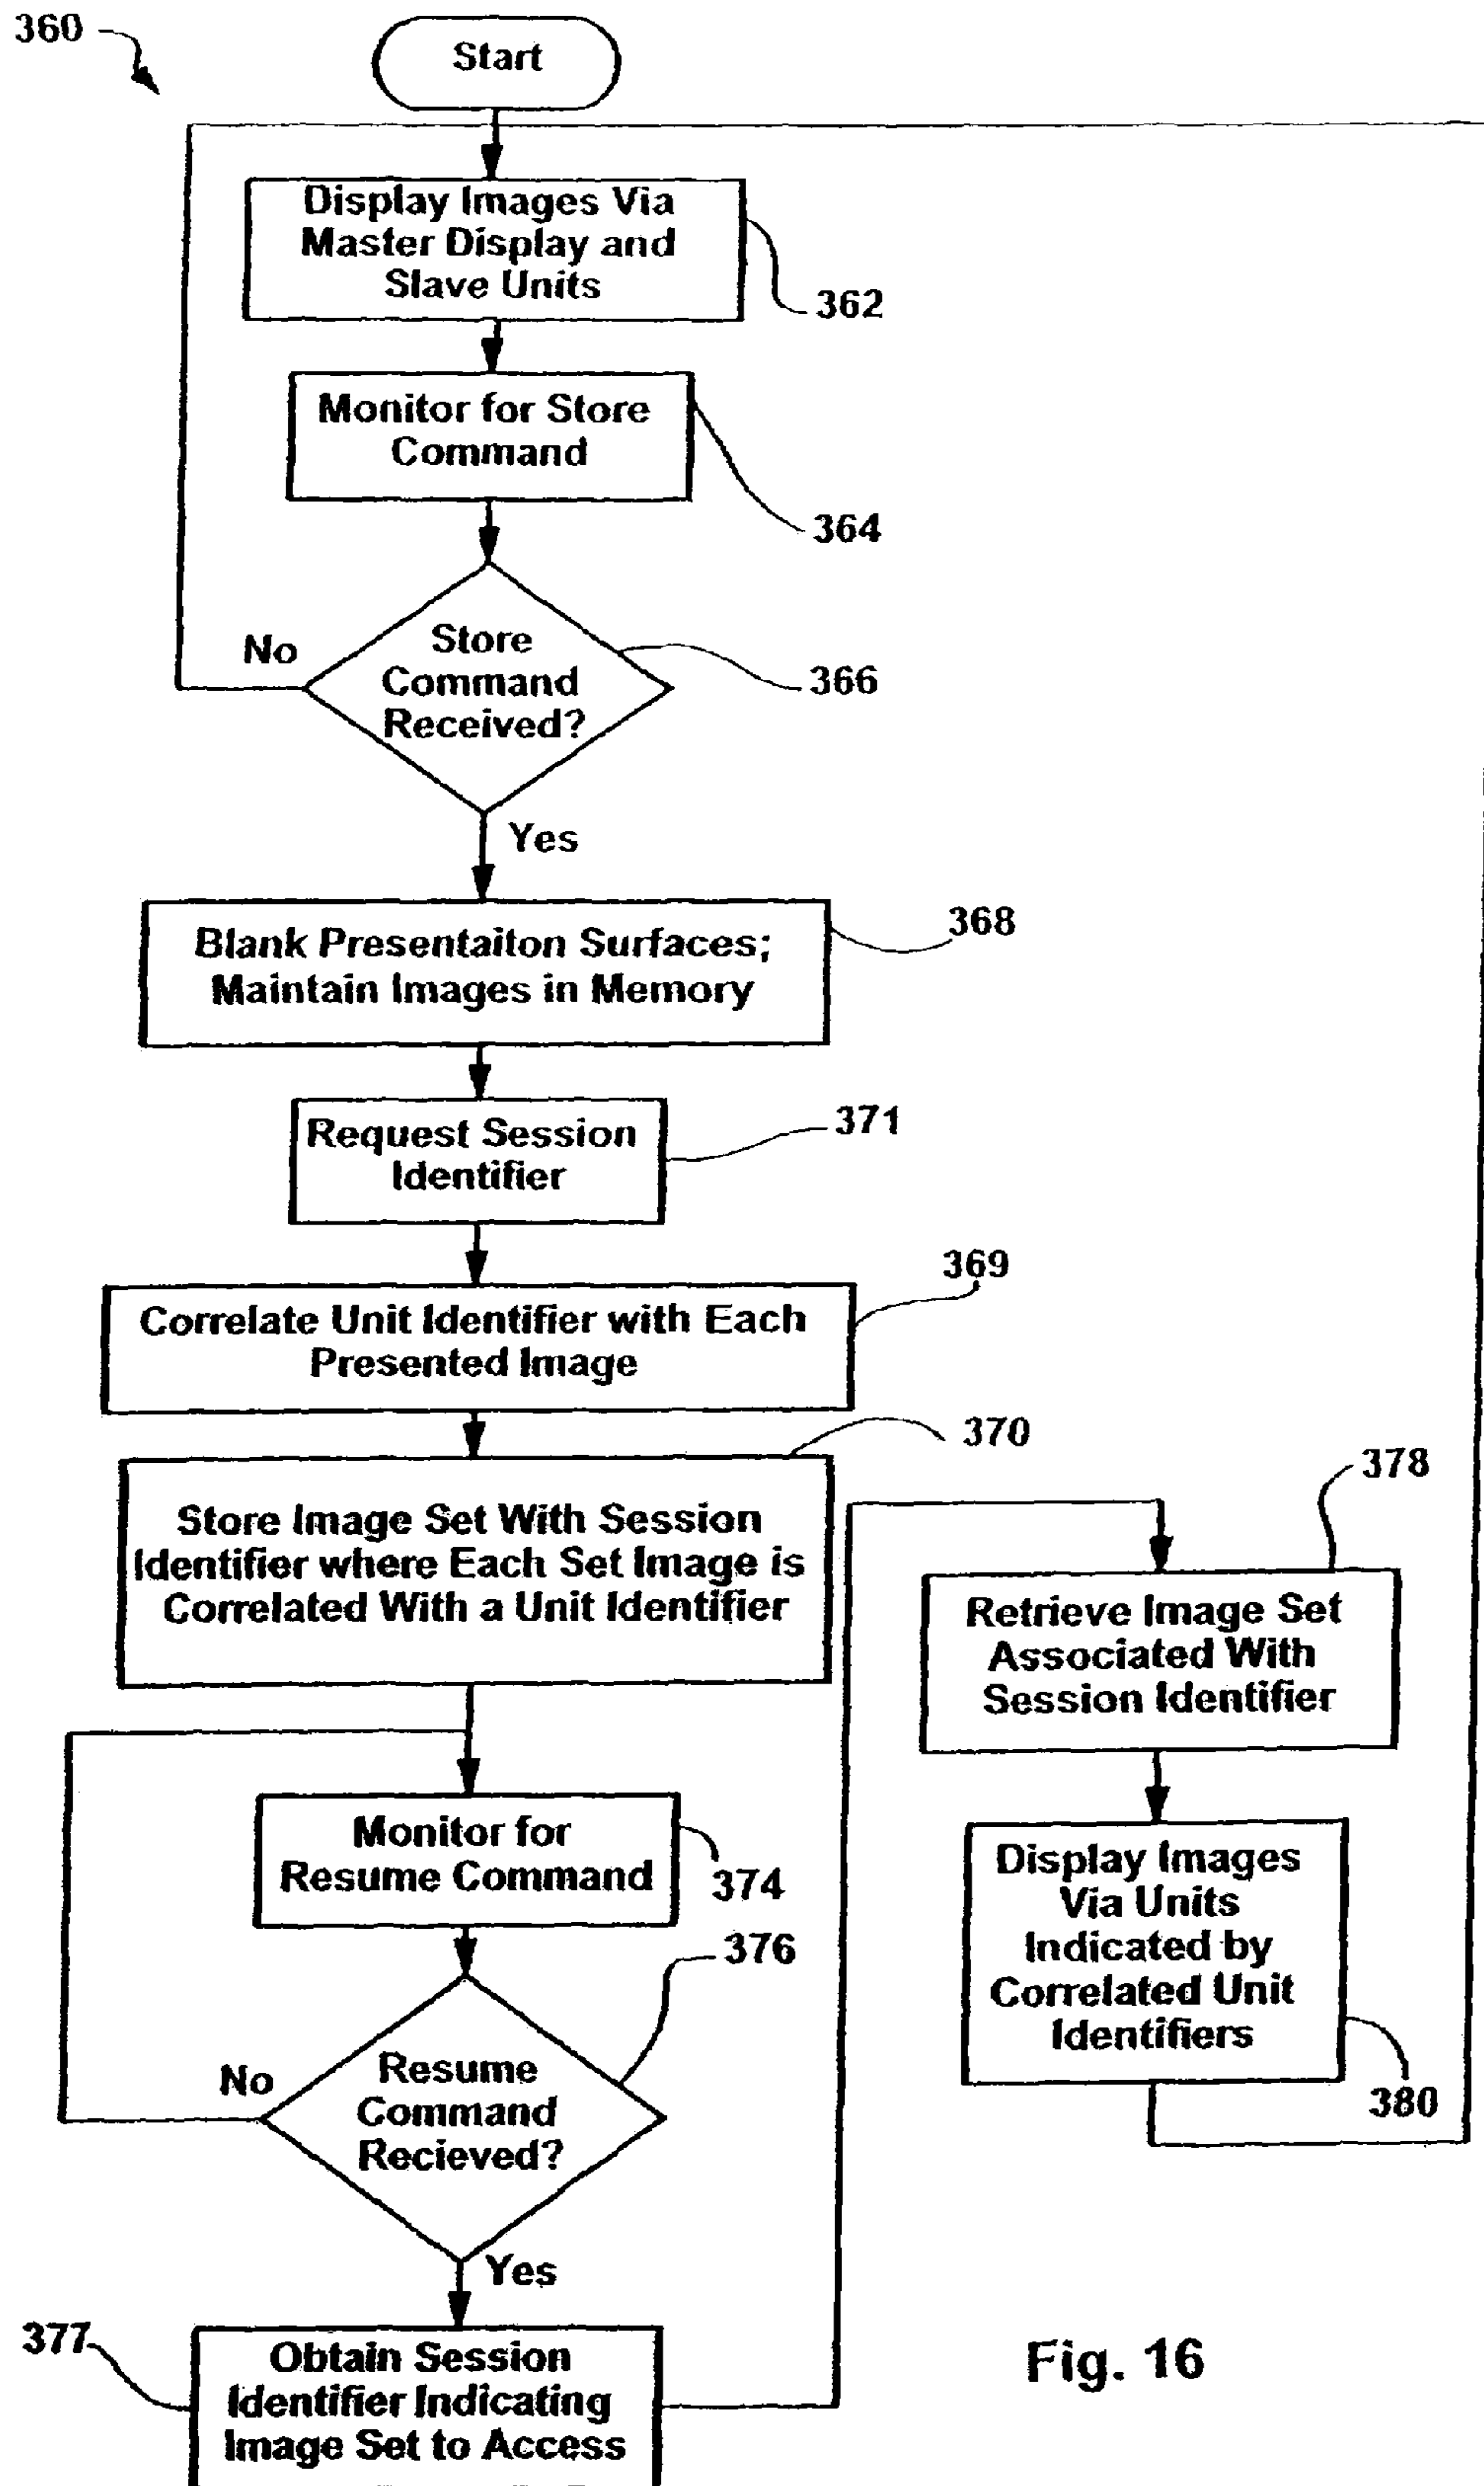 360
Start
Display Images Via
Master Display and
Slave Units
362
Monitor for Store
Command
364
Store
Command
Received?
366
No
Yes
Blank Presentaiton Surfaces;
Maintain Images in Memory
368
Request Session
Identifier
371
Correlate Unit Identifier with Each
Presented Image
369
Store Image Set With Session
Identifier where Each Set Image is
Correlated With a Unit Identifier
370
Monitor for
Resume Command
374
Resume
Command
Recieved?
376
No
Yes
Obtain Session
Identifier Indicating
Image Set to Access
377
Retrieve Image Set
Associated With
Session Identifier
378
Display Images
Via Units
Indicated by
Correlated Unit
Identifiers
380
Fig. 16